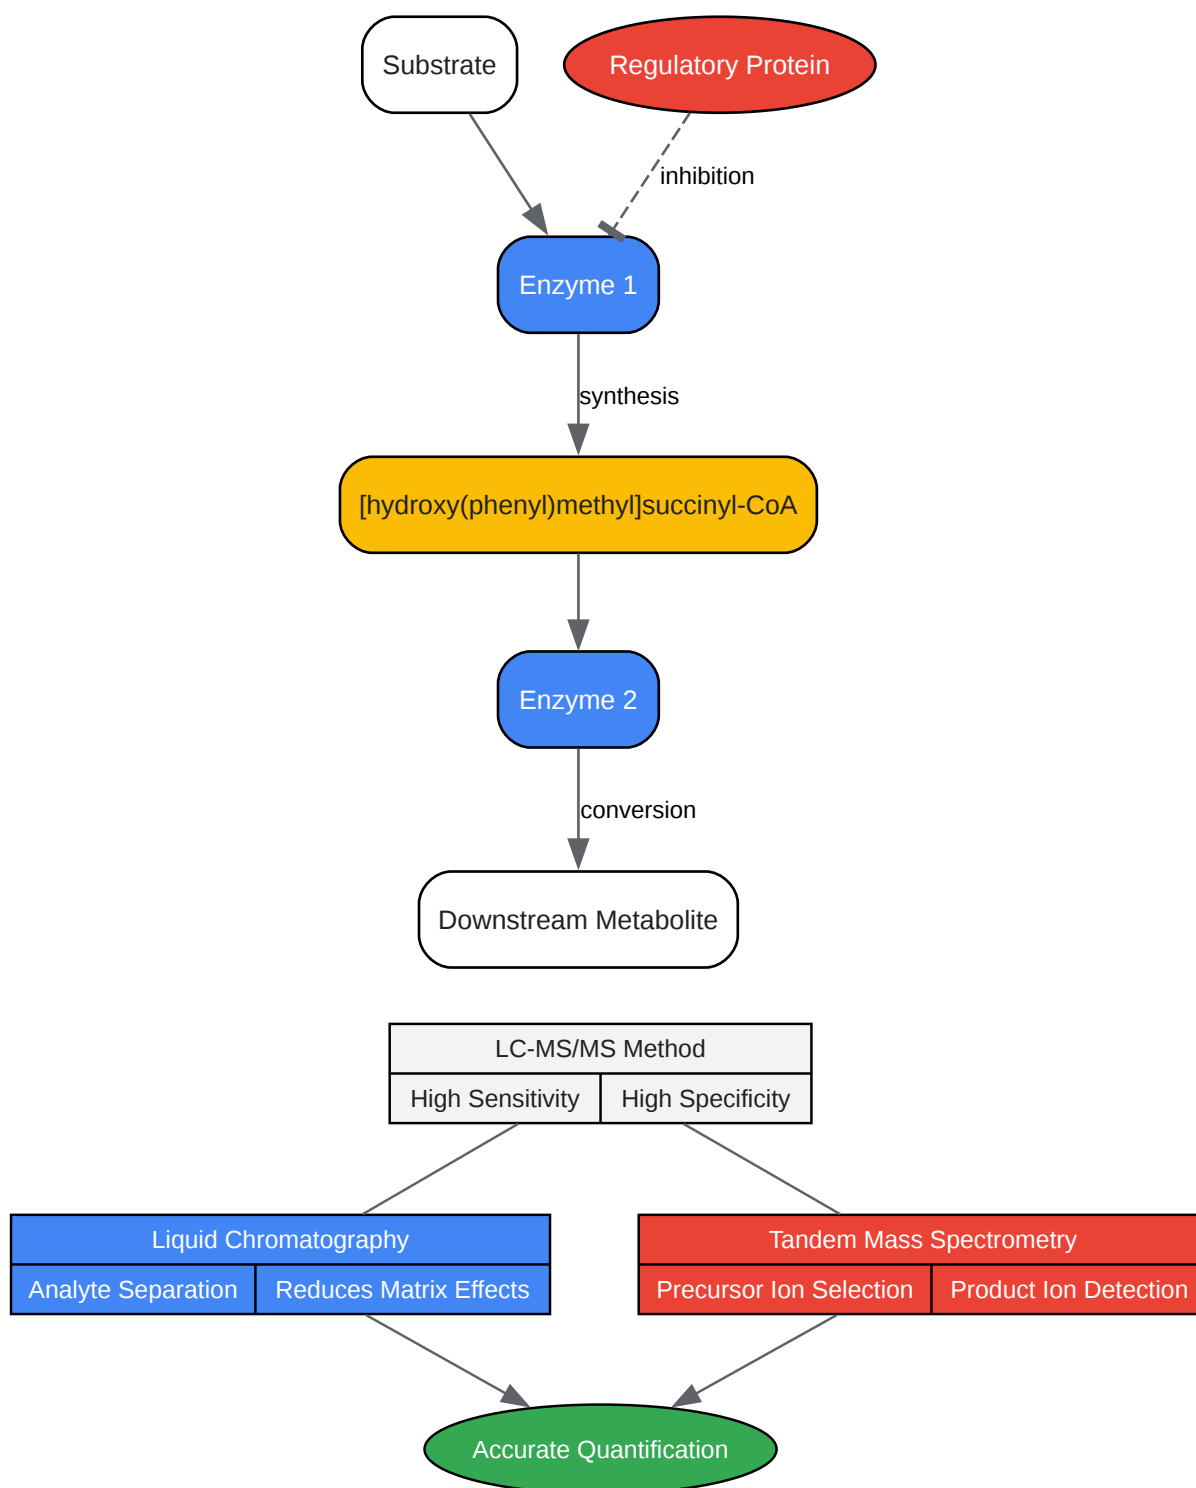 Substrate
Regulatory Protein
inhibition
Enzyme 1
synthesis
[hydroxy(phenyl)methyl]succinyl-CoA
Enzyme 2
conversion
Downstream Metabolite
LC-MS/MS Method
High Sensitivity
High Specificity
Liquid Chromatography
Tandem Mass Spectrometry
Analyte Separation
Reduces Matrix Effects
Precursor Ion Selection
Product Ion Detection
Accurate Quantification